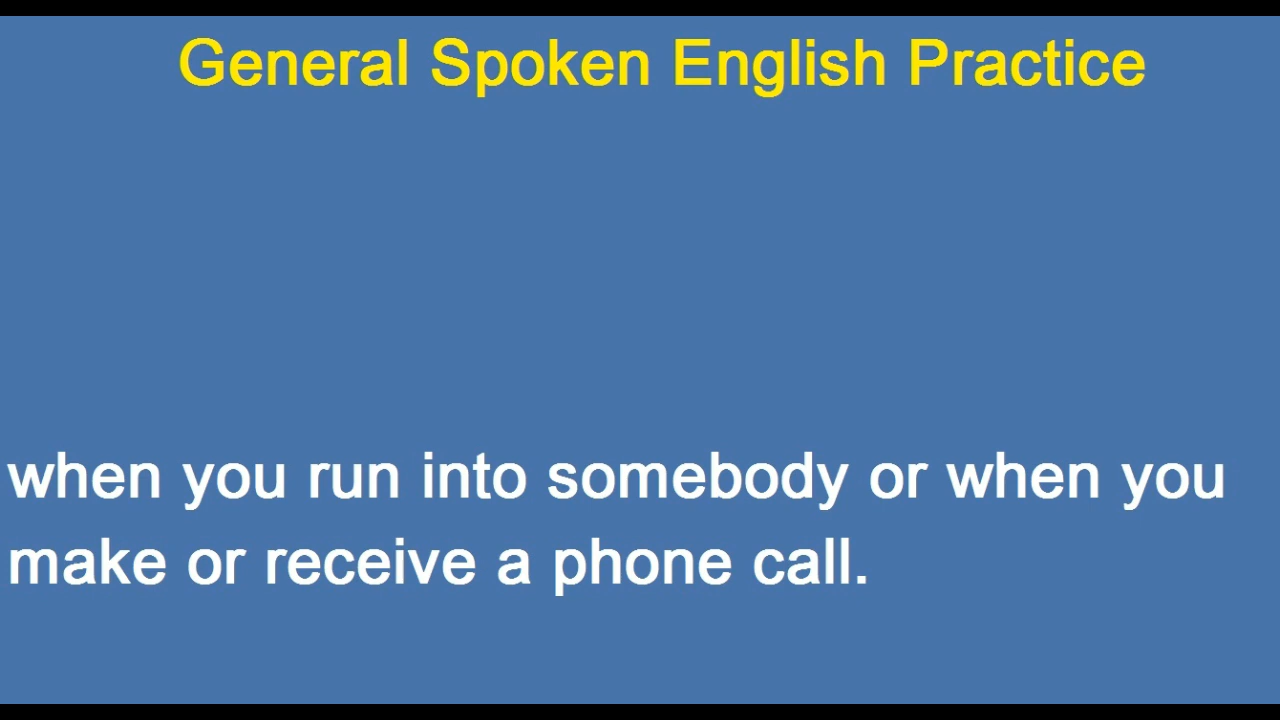 General Spoken English Practice
when you run into somebody or when you
make or receive a phone call.